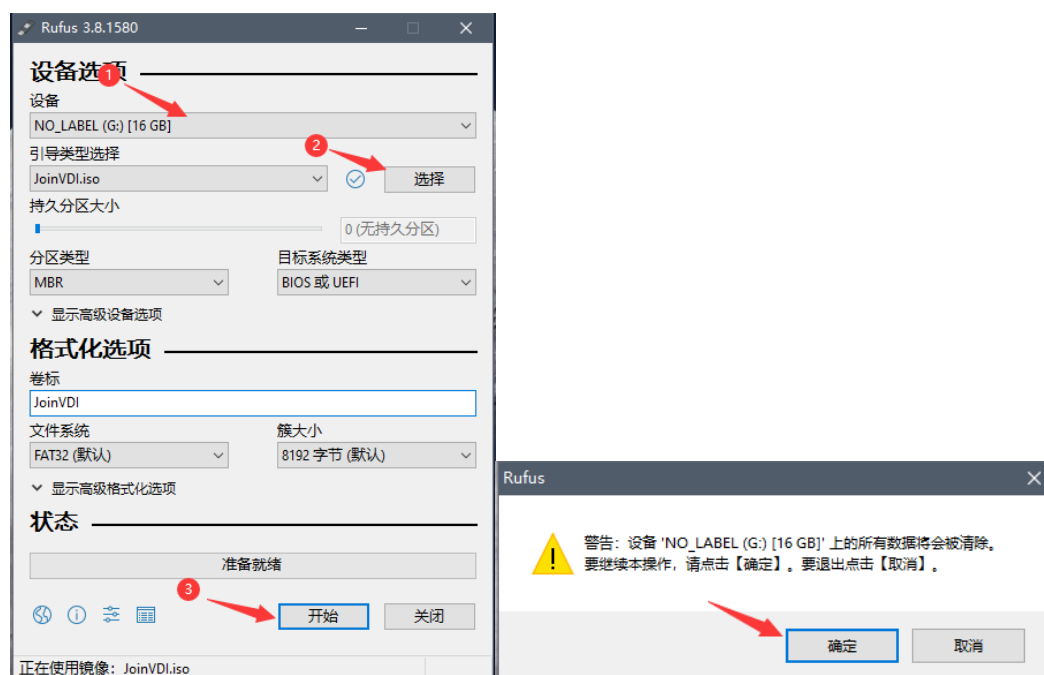 Rufus 3.8.1580
设备选项
1
设备
NO_LABEL (G:) [16 GB]
引导类型选择
2
JoinVDI.iso
选择
持久分区大小
0 (无持久分区)
分区类型
目标系统类型
MBR
BIOS 或 UEFI
显示高级设备选项
格式化选项
卷标
JoinVDI
文件系统
簇大小
FAT32 (默认)
8192 字节 (默认)
显示高级格式化选项
状态
准备就绪
3
开始
关闭
正在使用镜像: JoinVDI.iso
Rufus
警告: 设备 'NO_LABEL (G:) [16 GB]' 上的所有数据将会被清除。
要继续本操作，请点击【确定】。要退出点击【取消】。
确定
取消